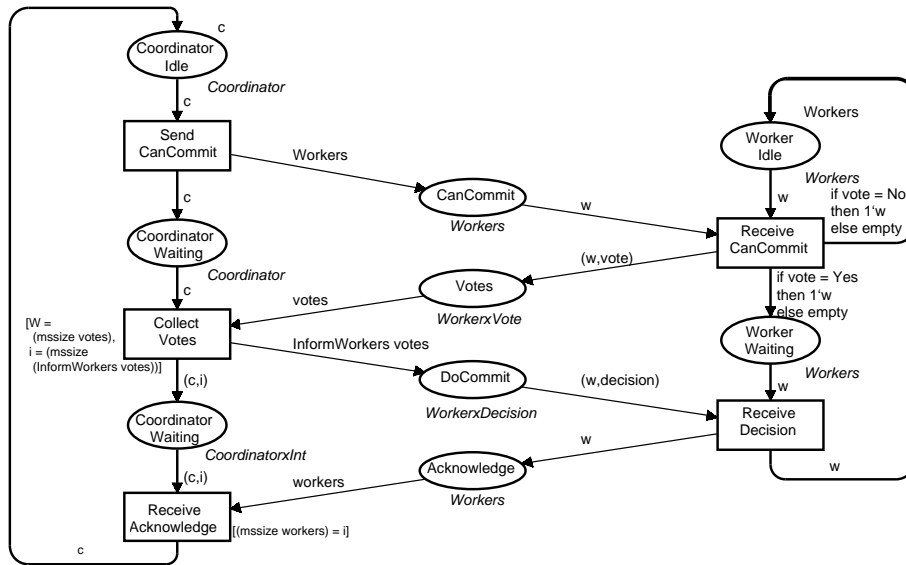 c
Coordinator
Idle
Coordinator
c
Send
CanCommit
Workers
Workers
Worker
Idle
Workers
w
if vote = No
then 1‘w
else empty
CanCommit
Workers
w
c
Receive
CanCommit
Coordinator
Waiting
Coordinator
c
(w,vote)
Votes
WorkerxVote
votes
if vote = Yes
then 1‘w
else empty
[W =
(mssize votes),
i = (mssize
(InformWorkers votes))]
Collect
Votes
InformWorkers votes
Worker
Waiting
Workers
w
(c,i)
DoCommit
WorkerxDecision
(w,decision)
Coordinator
Waiting
CoordinatorxInt
Receive
Decision
w
w
(c,i)
Acknowledge
Workers
workers
Receive
Acknowledge
[(mssize workers) = i]
c